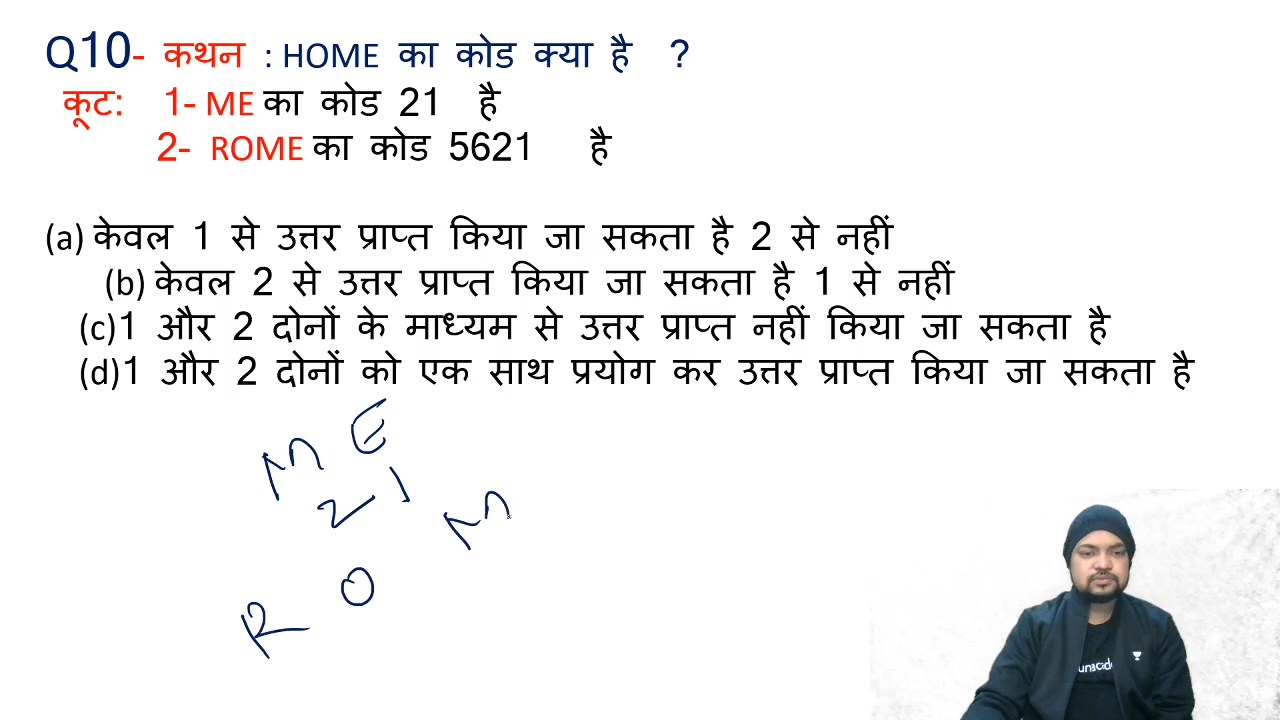 Q10- कथन : HOME का कोड क्या है ?
कूट: 1- ME का कोड 21 है
2- ROME का कोड 5621 है
(a) केवल 1 से उत्तर प्राप्त किया जा सकता है 2 से नहीं
(b) केवल 2 से उत्तर प्राप्त किया जा सकता है 1 से नहीं
(c)1 और 2 दोनों के माध्यम से उत्तर प्राप्त नहीं किया जा सकता है
(d)1 और 2 दोनों को एक साथ प्रयोग कर उत्तर प्राप्त किया जा सकता है
M E
2 1
R O M
unacade